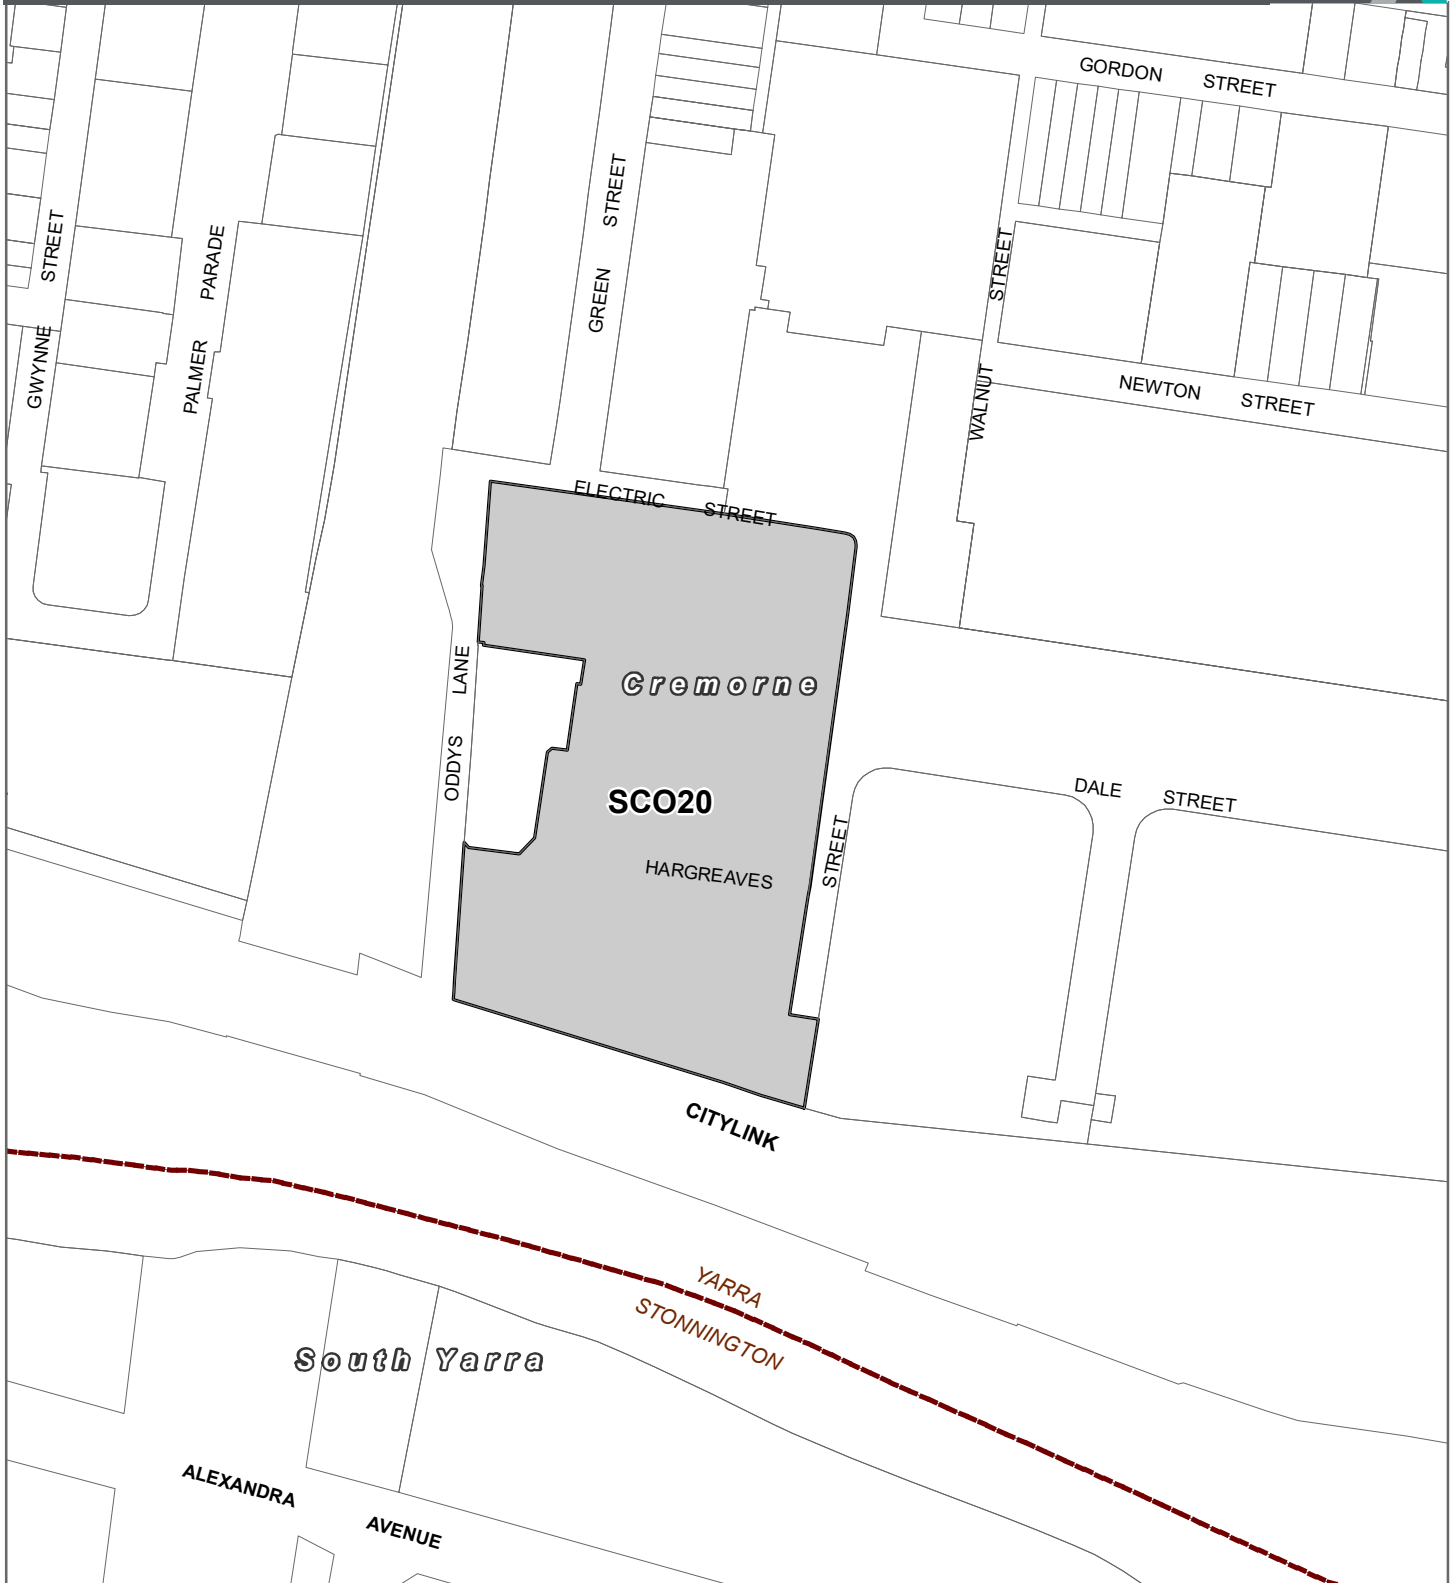 GORDON STREET
STREET
GREEN
STREET
GWYNNE
PARADE
PALMER
STREET
WALNUT
NEWTON STREET
ELECTRIC STREET
LANE
ODDYS
Cremorne
SCO20
HARGREAVES
STREET
DALE STREET
CITYLINK
YARRA
STONNINGTON
South Yarra
ALEXANDRA
AVENUE